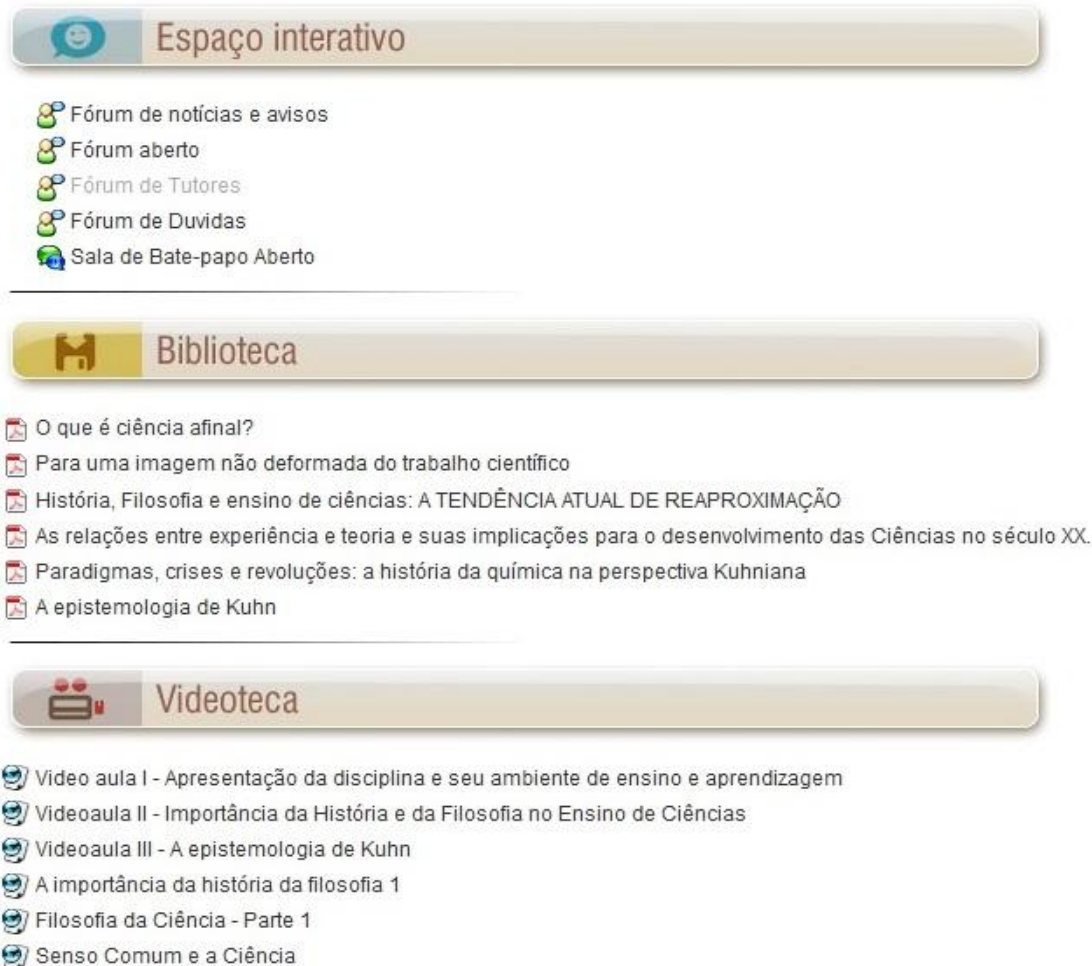 Espaço interativo
Fórum de notícias e avisos
Fórum aberto
Fórum de Tutores
Fórum de Duvidas
Sala de Bate-papo Aberto
Biblioteca
O que é ciência afinal?
Para uma imagem não deformada do trabalho científico
História, Filosofia e ensino de ciências: A TENDÊNCIA ATUAL DE REAPROXIMAÇÃO
As relações entre experiência e teoria e suas implicações para o desenvolvimento das Ciências no século XX.
Paradigmas, crises e revoluções: a história da química na perspectiva Kuhniana
A epistemologia de Kuhn
Videoteca
Video aula I - Apresentação da disciplina e seu ambiente de ensino e aprendizagem
Videoaula II - Importância da História e da Filosofia no Ensino de Ciências
Videoaula III - A epistemologia de Kuhn
A importância da história da filosofia 1
Filosofia da Ciência - Parte 1
Senso Comum e a Ciência